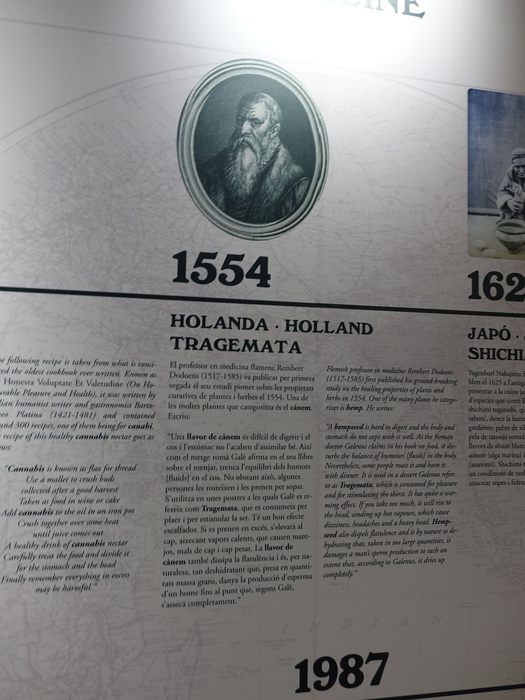 1554
162
HOLANDA · HOLLAND
TRAGEMATA
JAPÓ ·
SHICHI
following recipe is taken from what is consi-
ed the oldest cookbook ever written. Known as
Honesta Voluptate Et Valetudine (On Ho-
rable Pleasure and Health), it was written by
lian humanist writer and gastronomist Barto-
eo Platina (1421-1481) and contained
und 300 recipes, one of them being for canabi.
recipe of his healthy cannabis nectar goes as
"Cannabis is known as flax for thread
Use a mallet to crush buds
collected after a good harvest
Taken as food in wine or cake
Add cannabis to the oil in an iron pot
Crush together over some heat
until juice comes out
A healthy drink of cannabis nectar
Carefully treat the food and divide it
for the stomach and the head
Finally remember everything in excess
may be harmful."
El professor en medicina flamenc Rembert
Dodoens (1517-1585) va publicar per primera
vegada el seu estudi pioner sobre les propietats
curatives de plantes i herbes el 1554. Una de
les moltes plantes que categoritza és el cànem.
Escriu:
"Una llavor de cànem és difícil de digerir i el
cos i l'estómac no l'acaben d'assimilar bé. Així
com el metge romà Galè afirma en el seu llibre
sobre el menjar, trenca l'equilibri dels humors
[fluids] en el cos. No obstant això, algunes
persones les rosteixen i les prenen per sopar.
S'utilitza en unes postres a les quals Galè es re-
fereix com Tragemata, que es consumeix per
plaer i per estimular la set. Té un bon efecte
escalfador. Si es prenen en excés, s'elevarà al
cap, aixecant vapors calents, que causen mare-
jos, mals de cap i cap pesat. La llavor de
cànem també dissipa la flatulència i és, per na-
turalesa, tan deshidratant que, presa en quanti-
tats massa grans, danya la producció d'esperma
d'un home fins al punt que, segons Galè,
s'asseca completament."
Flemish professor in medicine Rembert Dodoens
(1517-1585) first published his ground-breaking
study on the healing properties of plants and
herbs in 1554. One of the many plants he catego-
rizes is hemp. He writes:
"A hempseed is hard to digest and the body and
stomach do not cope with it well. As the Roman
doctor Galenus claims in his book on food, it dis-
turbs the balance of humours [fluids] in the body.
Nevertheless, some people roast it and have it
with dinner. It is used in a dessert Galenus refers
to as Tragemata, which is consumed for pleasure
and for stimulating the thirst. It has quite a war-
ming effect. If you take too much, it will rise to
the head, sending up hot vapours, which cause
dizziness, headaches and a heavy head. Hemp-
seed also dispels flatulence and is by nature so de-
hydrating that, taken in too large quantities, it
damages a man's sperm production to such an
extent that, according to Galenus, it dries up
completely."
Yagenbori Nakajima
1987